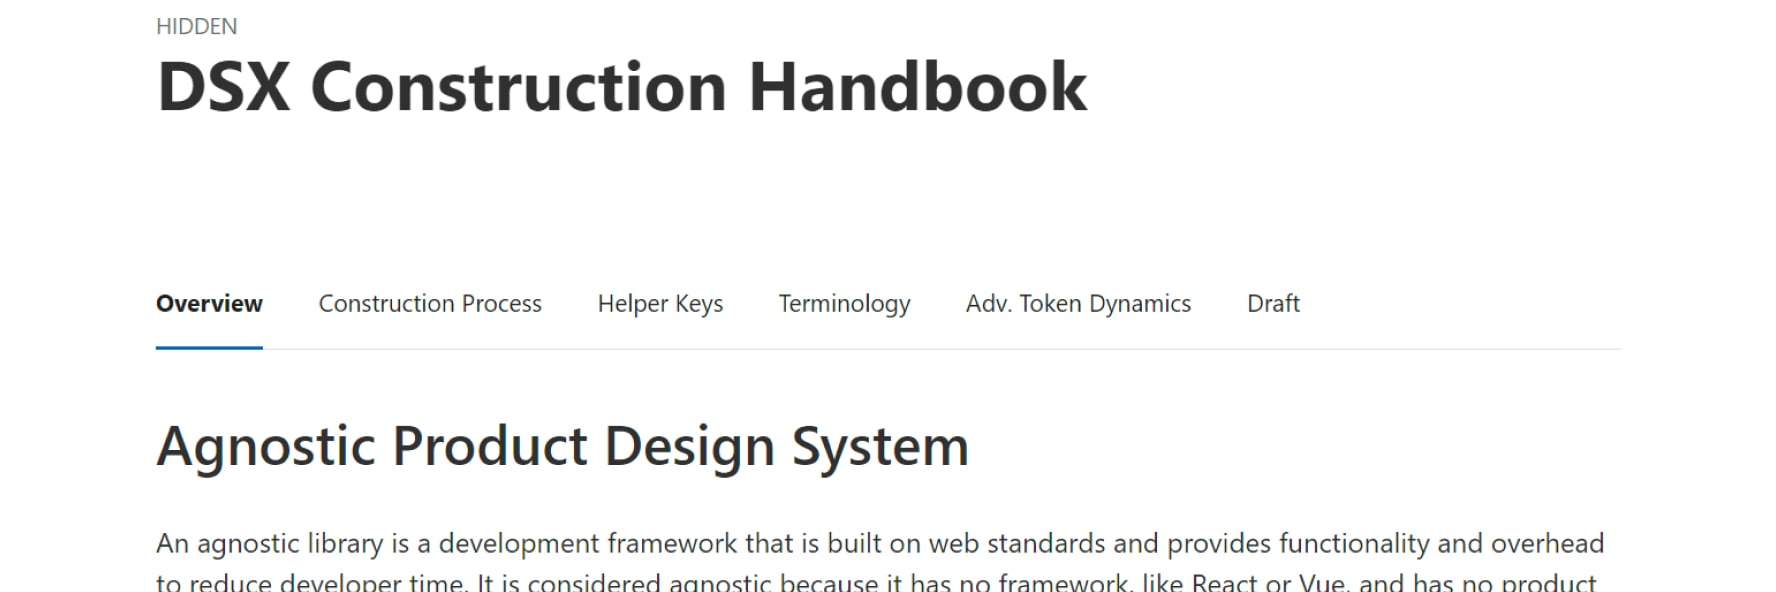 HIDDEN
DSX Construction Handbook
Overview Construction Process Helper Keys Terminology Adv. Token Dynamics Draft
Agnostic Product Design System
An agnostic library is a development framework that is built on web standards and provides functionality and overhead
to reduce developer time. It is considered agnostic because it has no framework, like React or Vue, and has no product